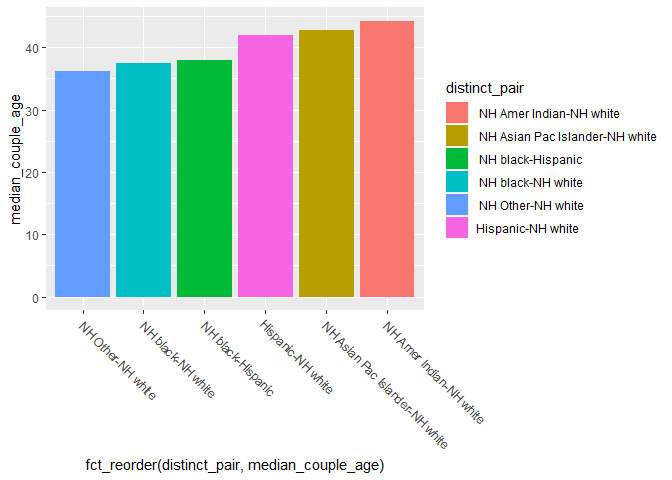 median_couple_age
40
30
20
10
0
NH Other-NH white
NH black-NH white
NH black-Hispanic
Hispanic-NH white
NH Asian Pac Islander-NH white
NH Amer Indian-NH white
fct_reorder(distinct_pair, median_couple_age)
distinct_pair
NH Amer Indian-NH white
NH Asian Pac Islander-NH white
NH black-Hispanic
NH black-NH white
NH Other-NH white
Hispanic-NH white